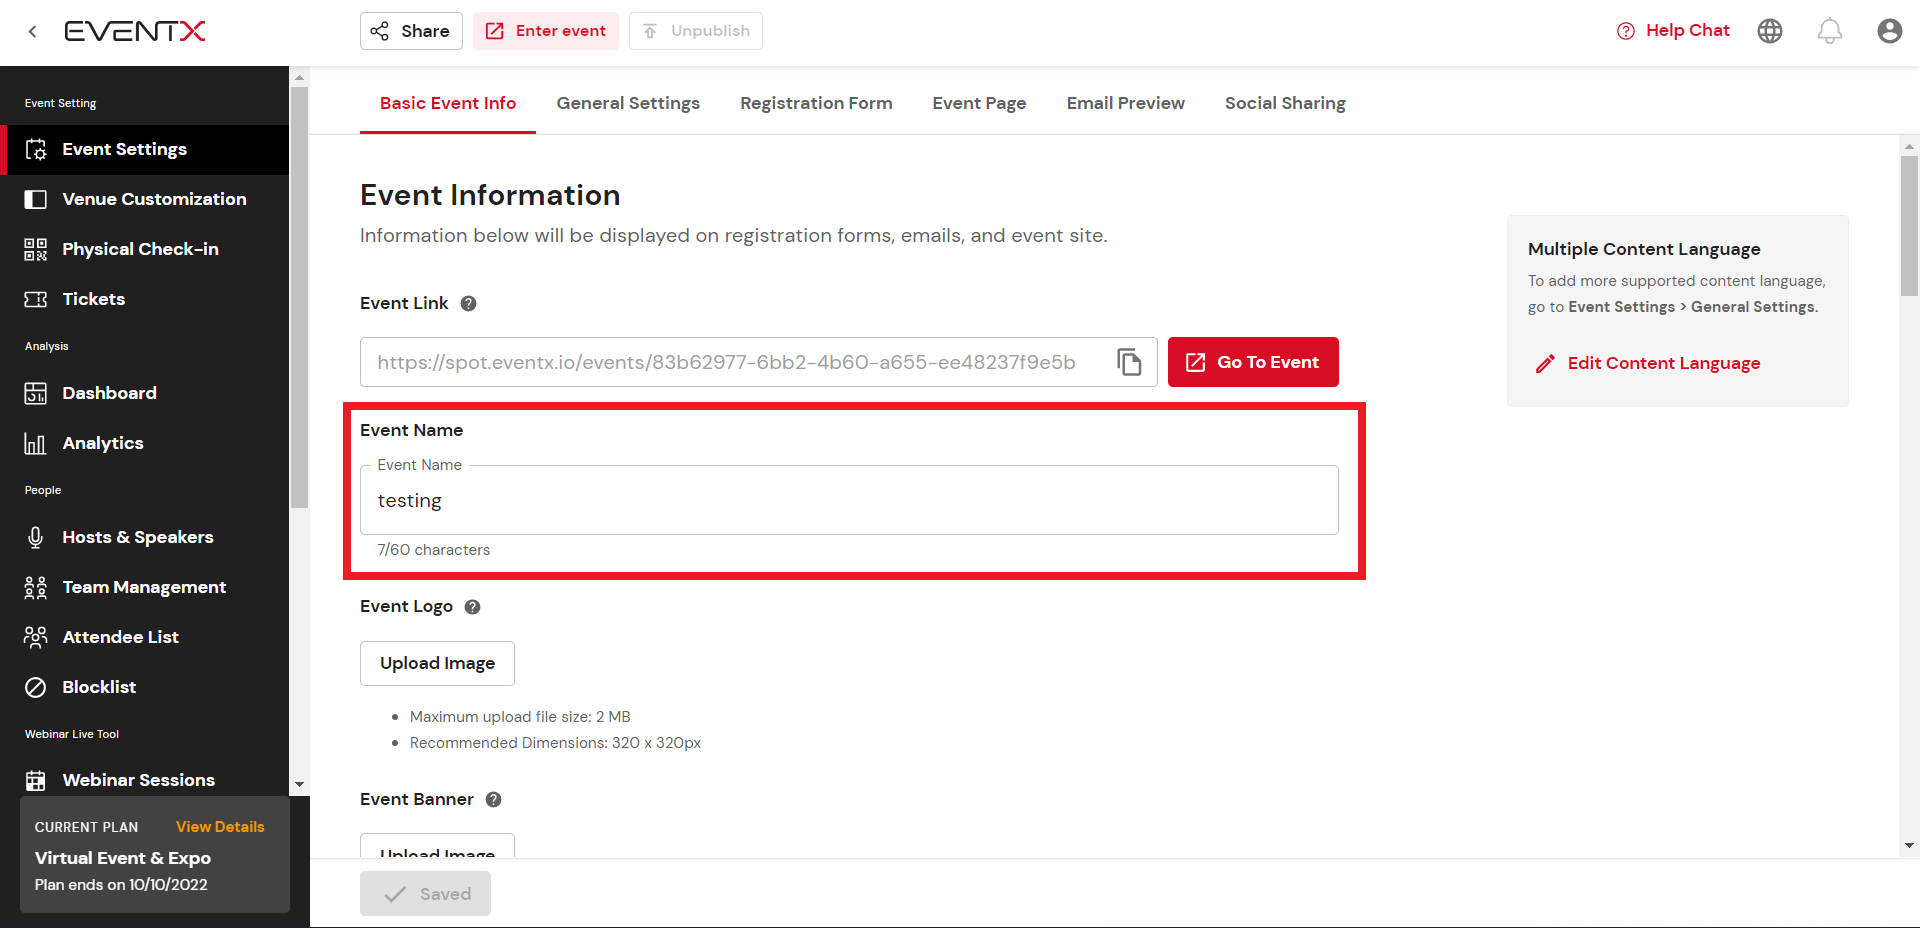 EVENTX
Share
Enter event
Unpublish
Help Chat
Event Setting
Event Settings
Venue Customization
Physical Check-in
Tickets
Analysis
Dashboard
Analytics
People
Hosts & Speakers
Team Management
Attendee List
Blocklist
Webinar Live Tool
Webinar Sessions
CURRENT PLAN View Details
Virtual Event & Expo
Plan ends on 10/10/2022
Basic Event Info
General Settings
Registration Form
Event Page
Email Preview
Social Sharing
Event Information
Information below will be displayed on registration forms, emails, and event site.
Event Link
https://spot.eventx.io/events/83b62977-6bb2-4b60-a655-ee48237f9e5b
Go To Event
Event Name
Event Name
testing
7/60 characters
Event Logo
Upload Image
Maximum upload file size: 2 MB
Recommended Dimensions: 320 x 320px
Event Banner
Upload Image
Saved
Multiple Content Language
To add more supported content language,
go to Event Settings > General Settings.
Edit Content Language